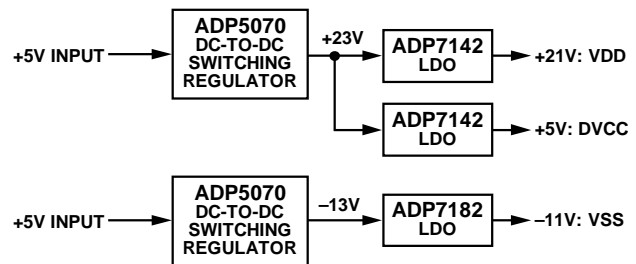 +5V INPUT
ADP5070
DC-TO-DC
SWITCHING
REGULATOR
+23V
ADP7142
LDO
+21V: VDD
ADP7142
LDO
+5V: DVCC
+5V INPUT
ADP5070
DC-TO-DC
SWITCHING
REGULATOR
–13V
ADP7182
LDO
–11V: VSS